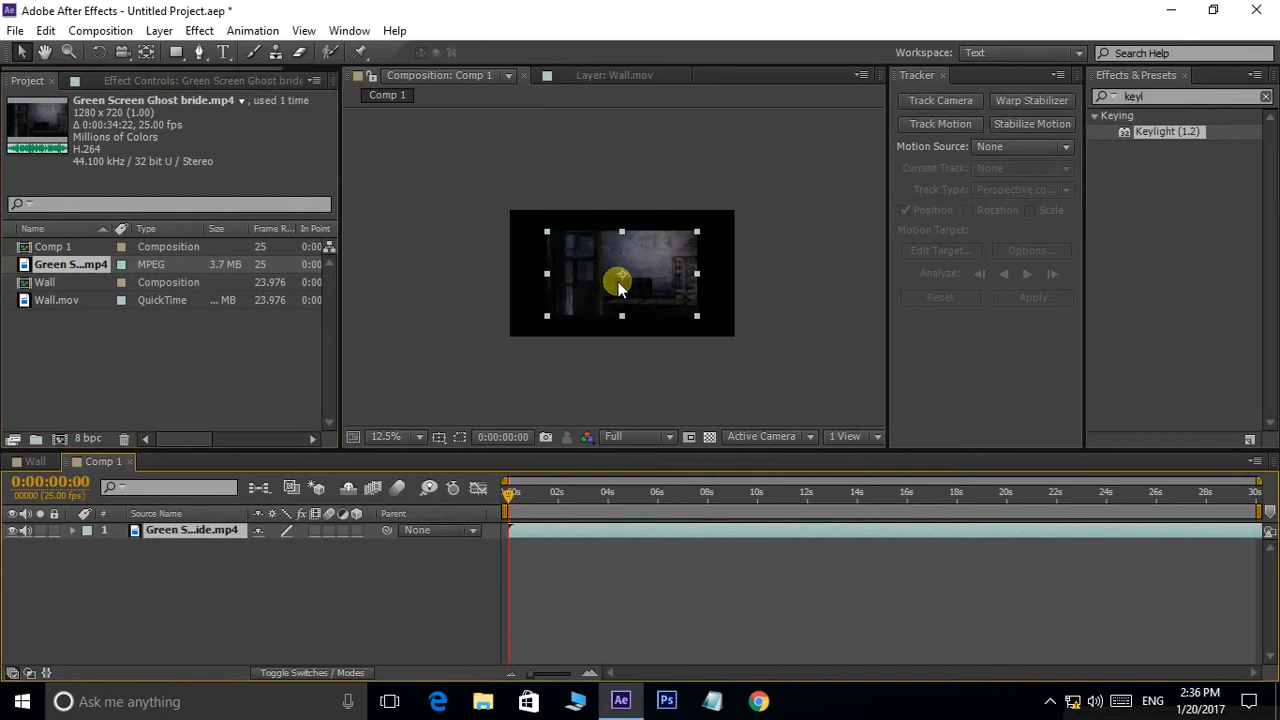 Ae Adobe After Effects - Untitled Project.aep *
File Edit Composition Layer Effect Animation View Window Help
Workspace: Text Search Help
Project Effect Controls: Green Screen Ghost bride
Composition: Comp 1 Layer: Wall.mov
Tracker Effects & Presets
Comp 1
Green Screen Ghost bride.mp4 , used 1 time
1280 x 720 (1.00)
Δ 0:00:34:22, 25.00 fps
Millions of Colors
H.264
44.100 kHz / 32 bit U / Stereo
Track Camera Warp Stabilizer
Track Motion Stabilize Motion
Motion Source: None
Current Track: None
Track Type: Perspective co...
Position Rotation Scale
Motion Target:
Edit Target... Options...
Analyze:
Reset Apply
keyl
Keying
32 Keylight (1.2)
Name Type Size Frame R... In Point
Comp 1 Composition 25 0:00
Green S...mp4 MPEG 3.7 MB 25 0:00
Wall Composition 23.976 0:00
Wall.mov QuickTime ... MB 23.976 0:00
8 bpc
12.5% 0:00:00:00 Full Active Camera 1 View
Wall Comp 1
0:00:00:00
00000 (25.00 fps)
02s 04s 06s 08s 10s 12s 14s 16s 18s 20s 22s 24s 26s 28s 30s
# Source Name fx Parent
1 Green S...ide.mp4 None
Toggle Switches / Modes
Ask me anything
Ae Ps
ENG
2:36 PM
1/20/2017